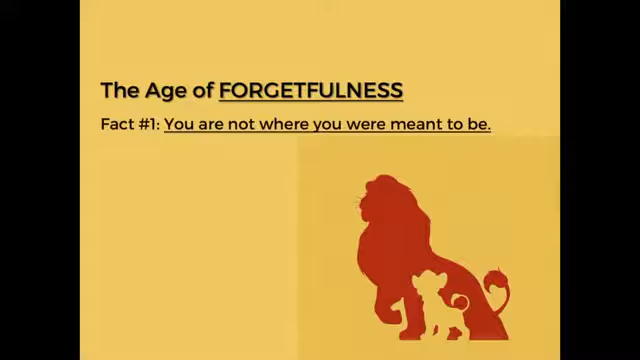 The Age of FORGETFULNESS
Fact #1: You are not where you were meant to be.